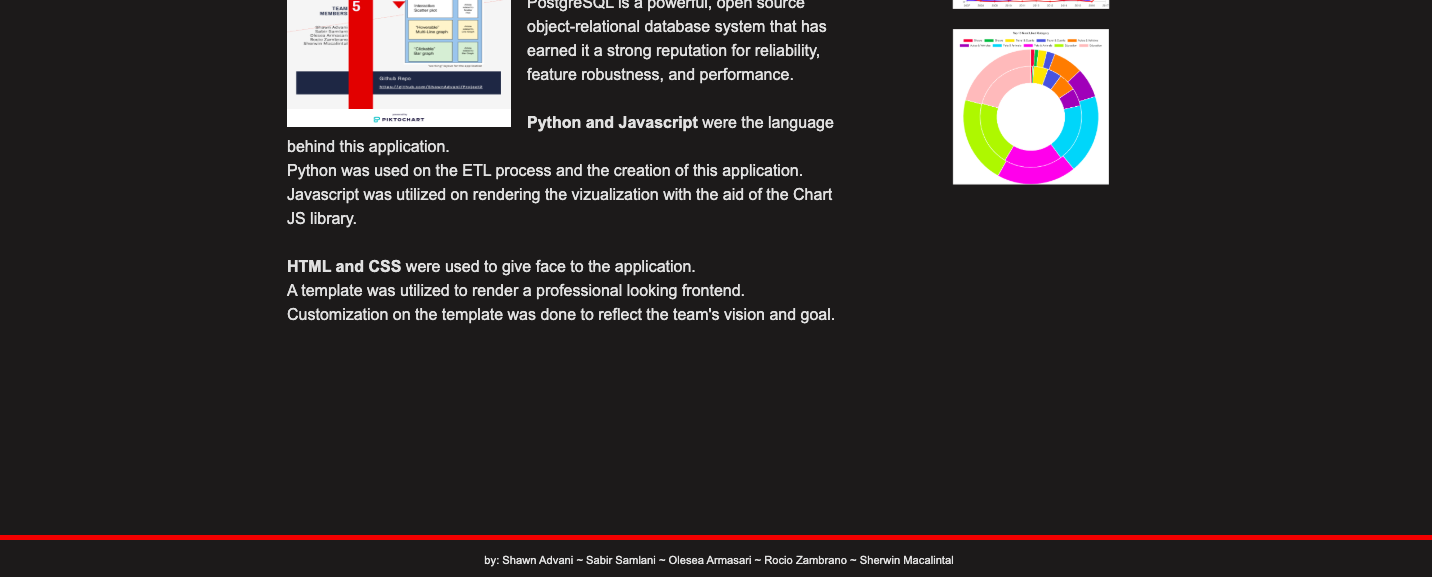 TEAM
MEMBERS
Shawn Advani
Sabir Samlani
Olesea Armasari
Rocio Zambrano
Sherwin Macalintal
5
Interactive
Scatter plot
"Hoverable"
Multi-Line graph
"Clickable"
Bar graph
Github Repo
PIKTOCHART
PostgreSQL is a powerful, open source
object-relational database system that has
earned it a strong reputation for reliability,
feature robustness, and performance.
Python and Javascript were the language
behind this application.
Python was used on the ETL process and the creation of this application.
Javascript was utilized on rendering the vizualization with the aid of the Chart
JS library.
HTML and CSS were used to give face to the application.
A template was utilized to render a professional looking frontend.
Customization on the template was done to reflect the team's vision and goal.
by: Shawn Advani ~ Sabir Samlani ~ Olesea Armasari ~ Rocio Zambrano ~ Sherwin Macalintal